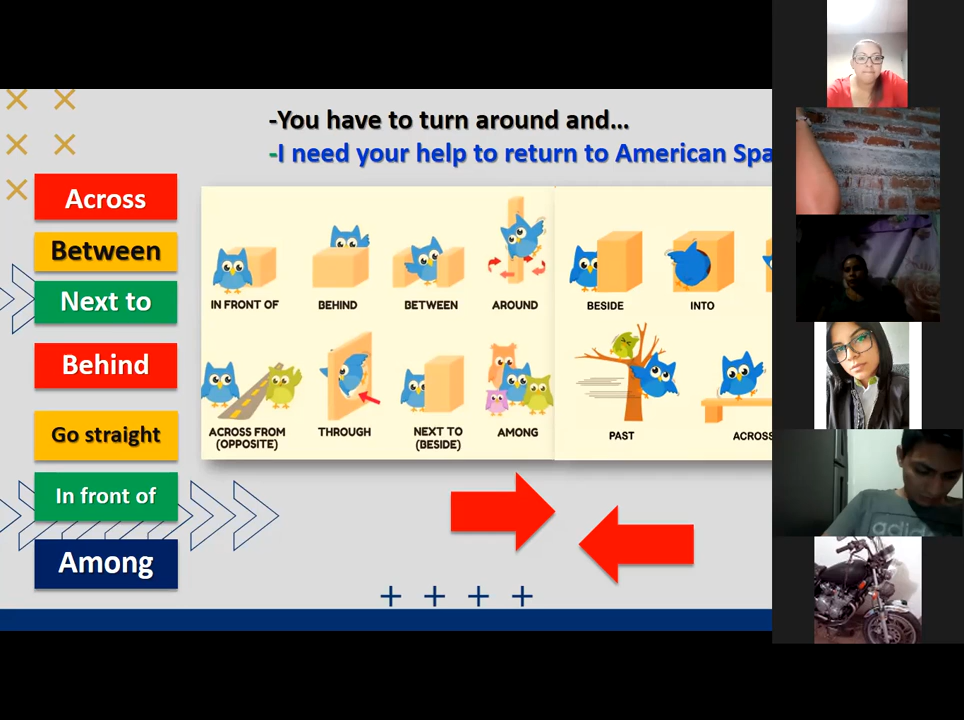 -You have to turn around and...
-I need your help to return to American Spa
Across
Between
Next to
Behind
Go straight
In front of
Among
IN FRONT OF
BEHIND
BETWEEN
AROUND
BESIDE
INTO
ACROSS FROM
(OPPOSITE)
THROUGH
NEXT TO
(BESIDE)
AMONG
PAST
ACROSS
adidas